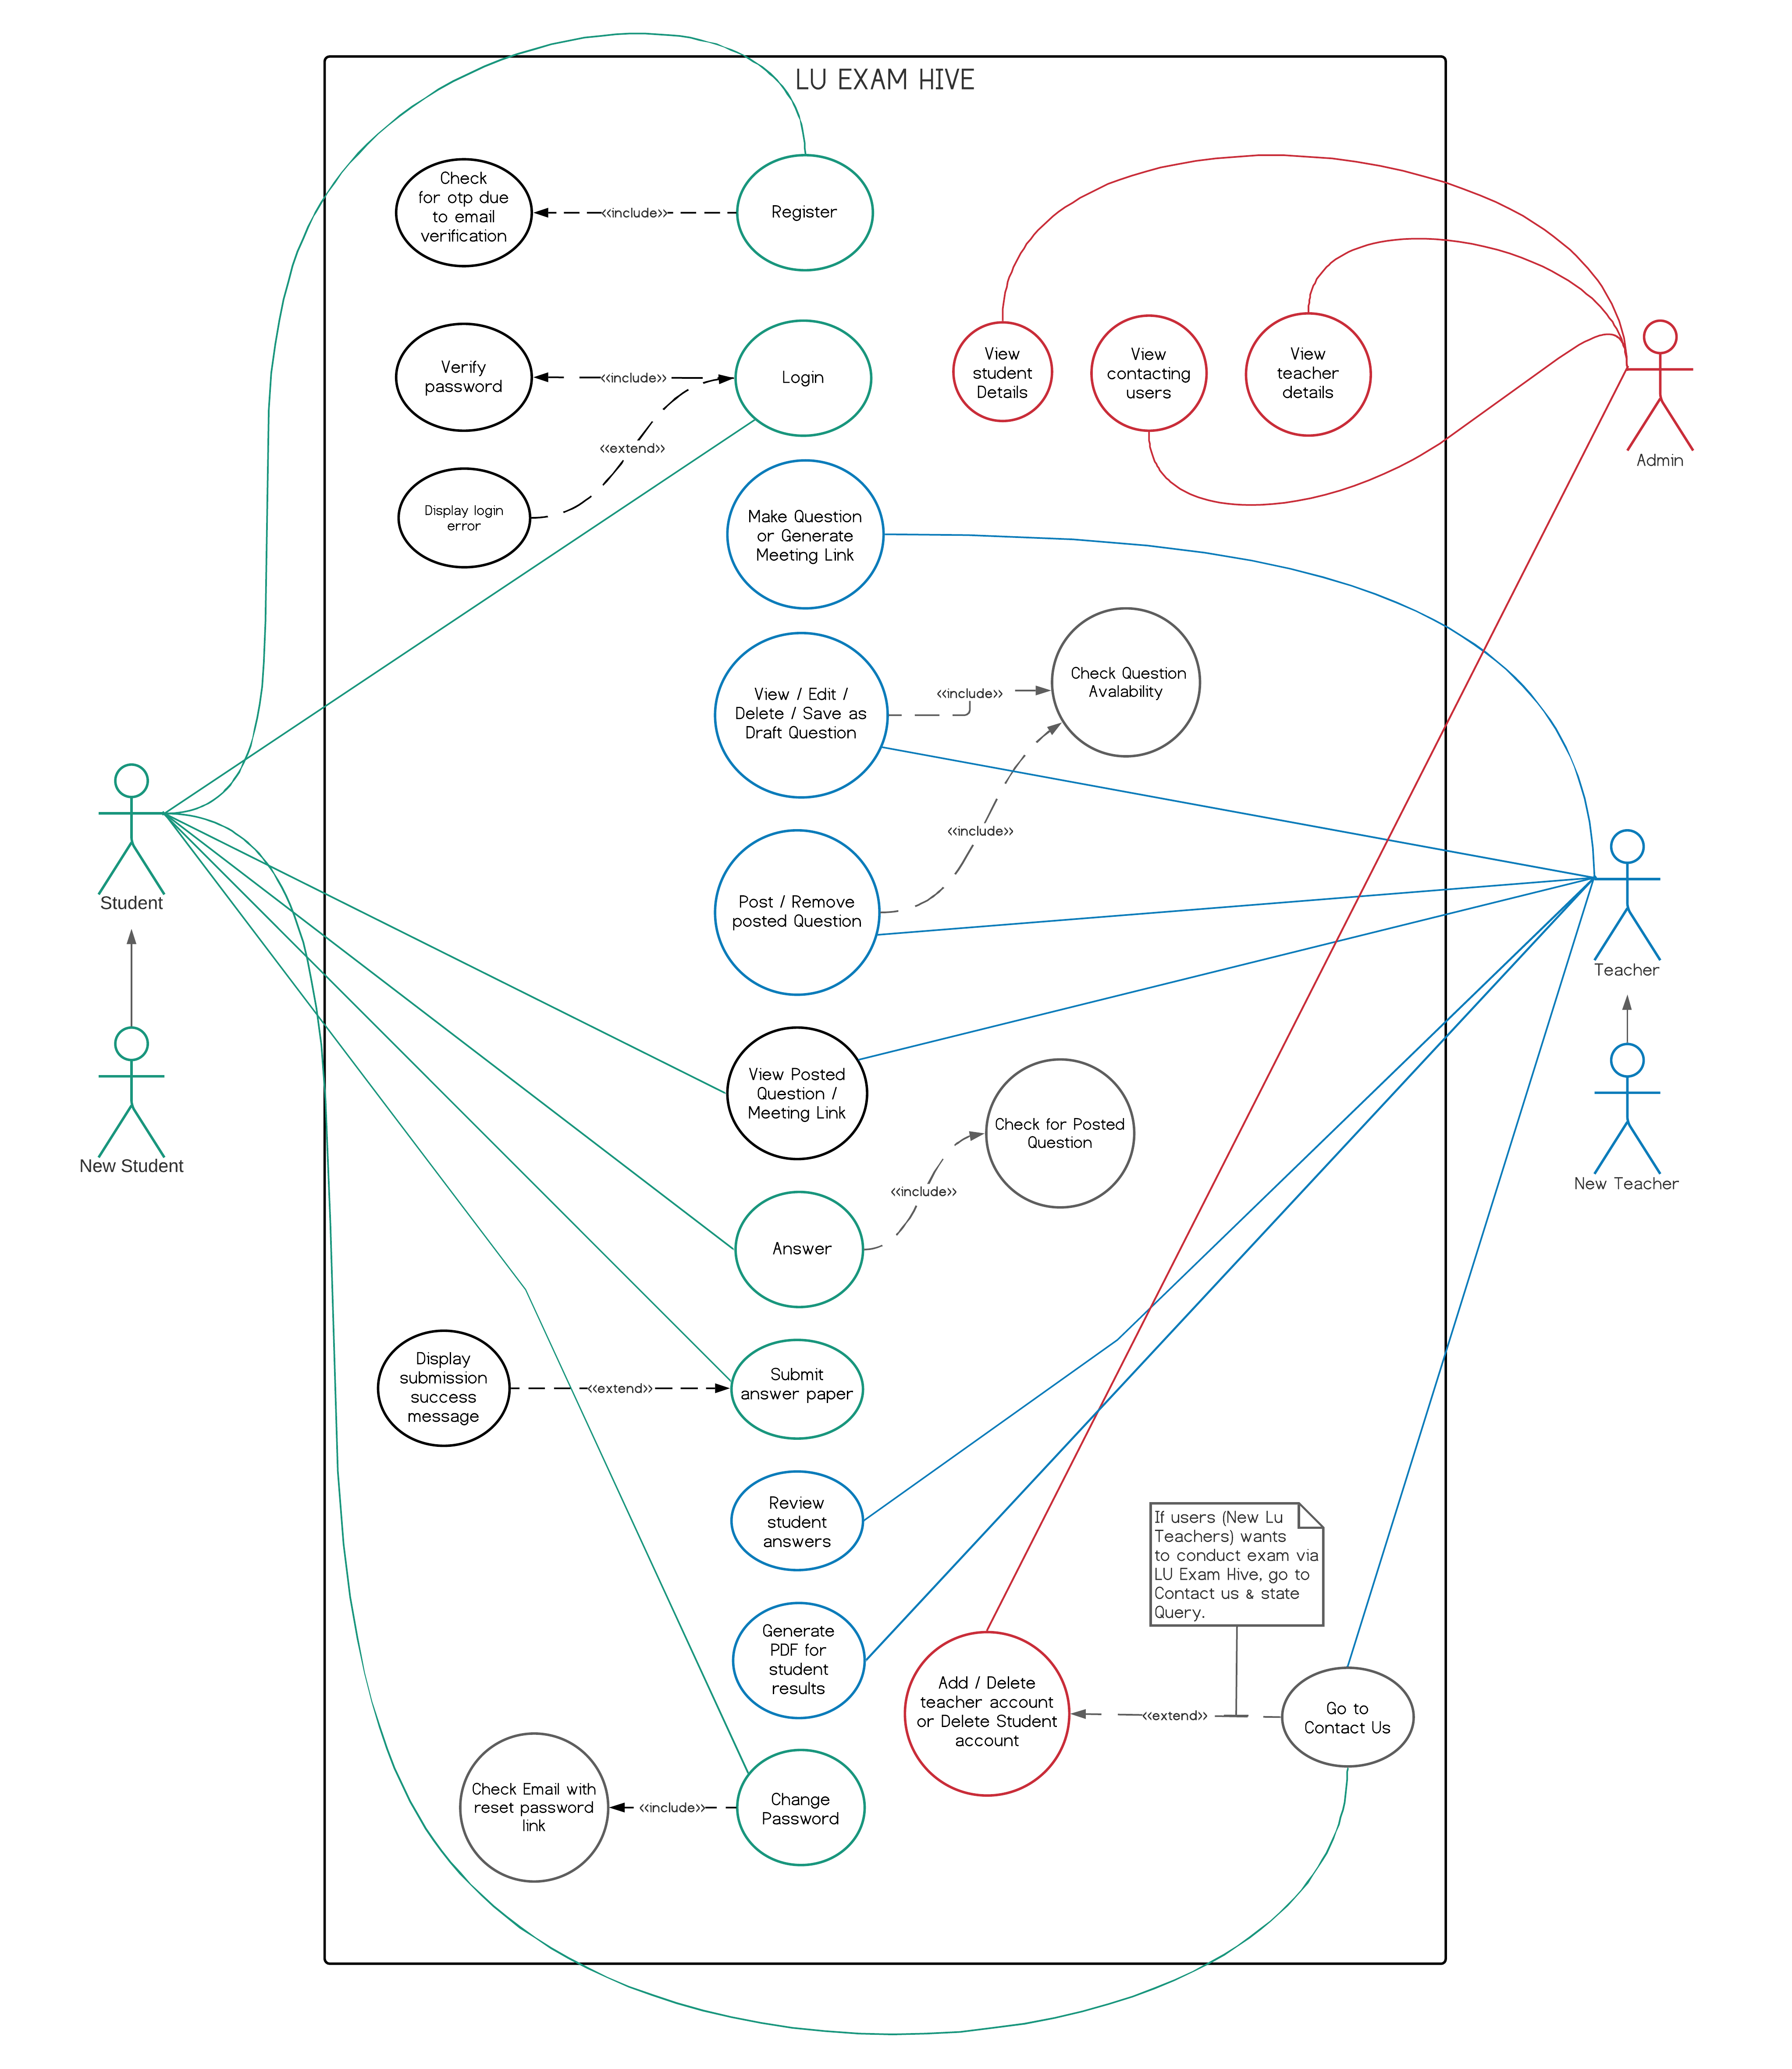 LU EXAM HIVE
Check
for otp due
to email
verification
<<include>>
Register
Verify
password
<<include>>
Login
<<extend>>
Display login
error
View
student
Details
View
contacting
users
View
teacher
details
Admin
Make Question
or Generate
Meeting Link
View / Edit /
Delete / Save as
Draft Question
<<include>>
Check Question
Avalability
<<include>>
Post / Remove
posted Question
Student
Teacher
New Student
New Teacher
View Posted
Question /
Meeting Link
Check for Posted
Question
<<include>>
Answer
Display
submission
success
message
<<extend>>
Submit
answer paper
Review
student
answers
Generate
PDF for
student
results
If users (New Lu
Teachers) wants
to conduct exam via
LU Exam Hive, go to
Contact us & state
Query.
Add / Delete
teacher account
or Delete Student
account
<<extend>>
Go to
Contact Us
Check Email with
reset password
link
<<include>>
Change
Password